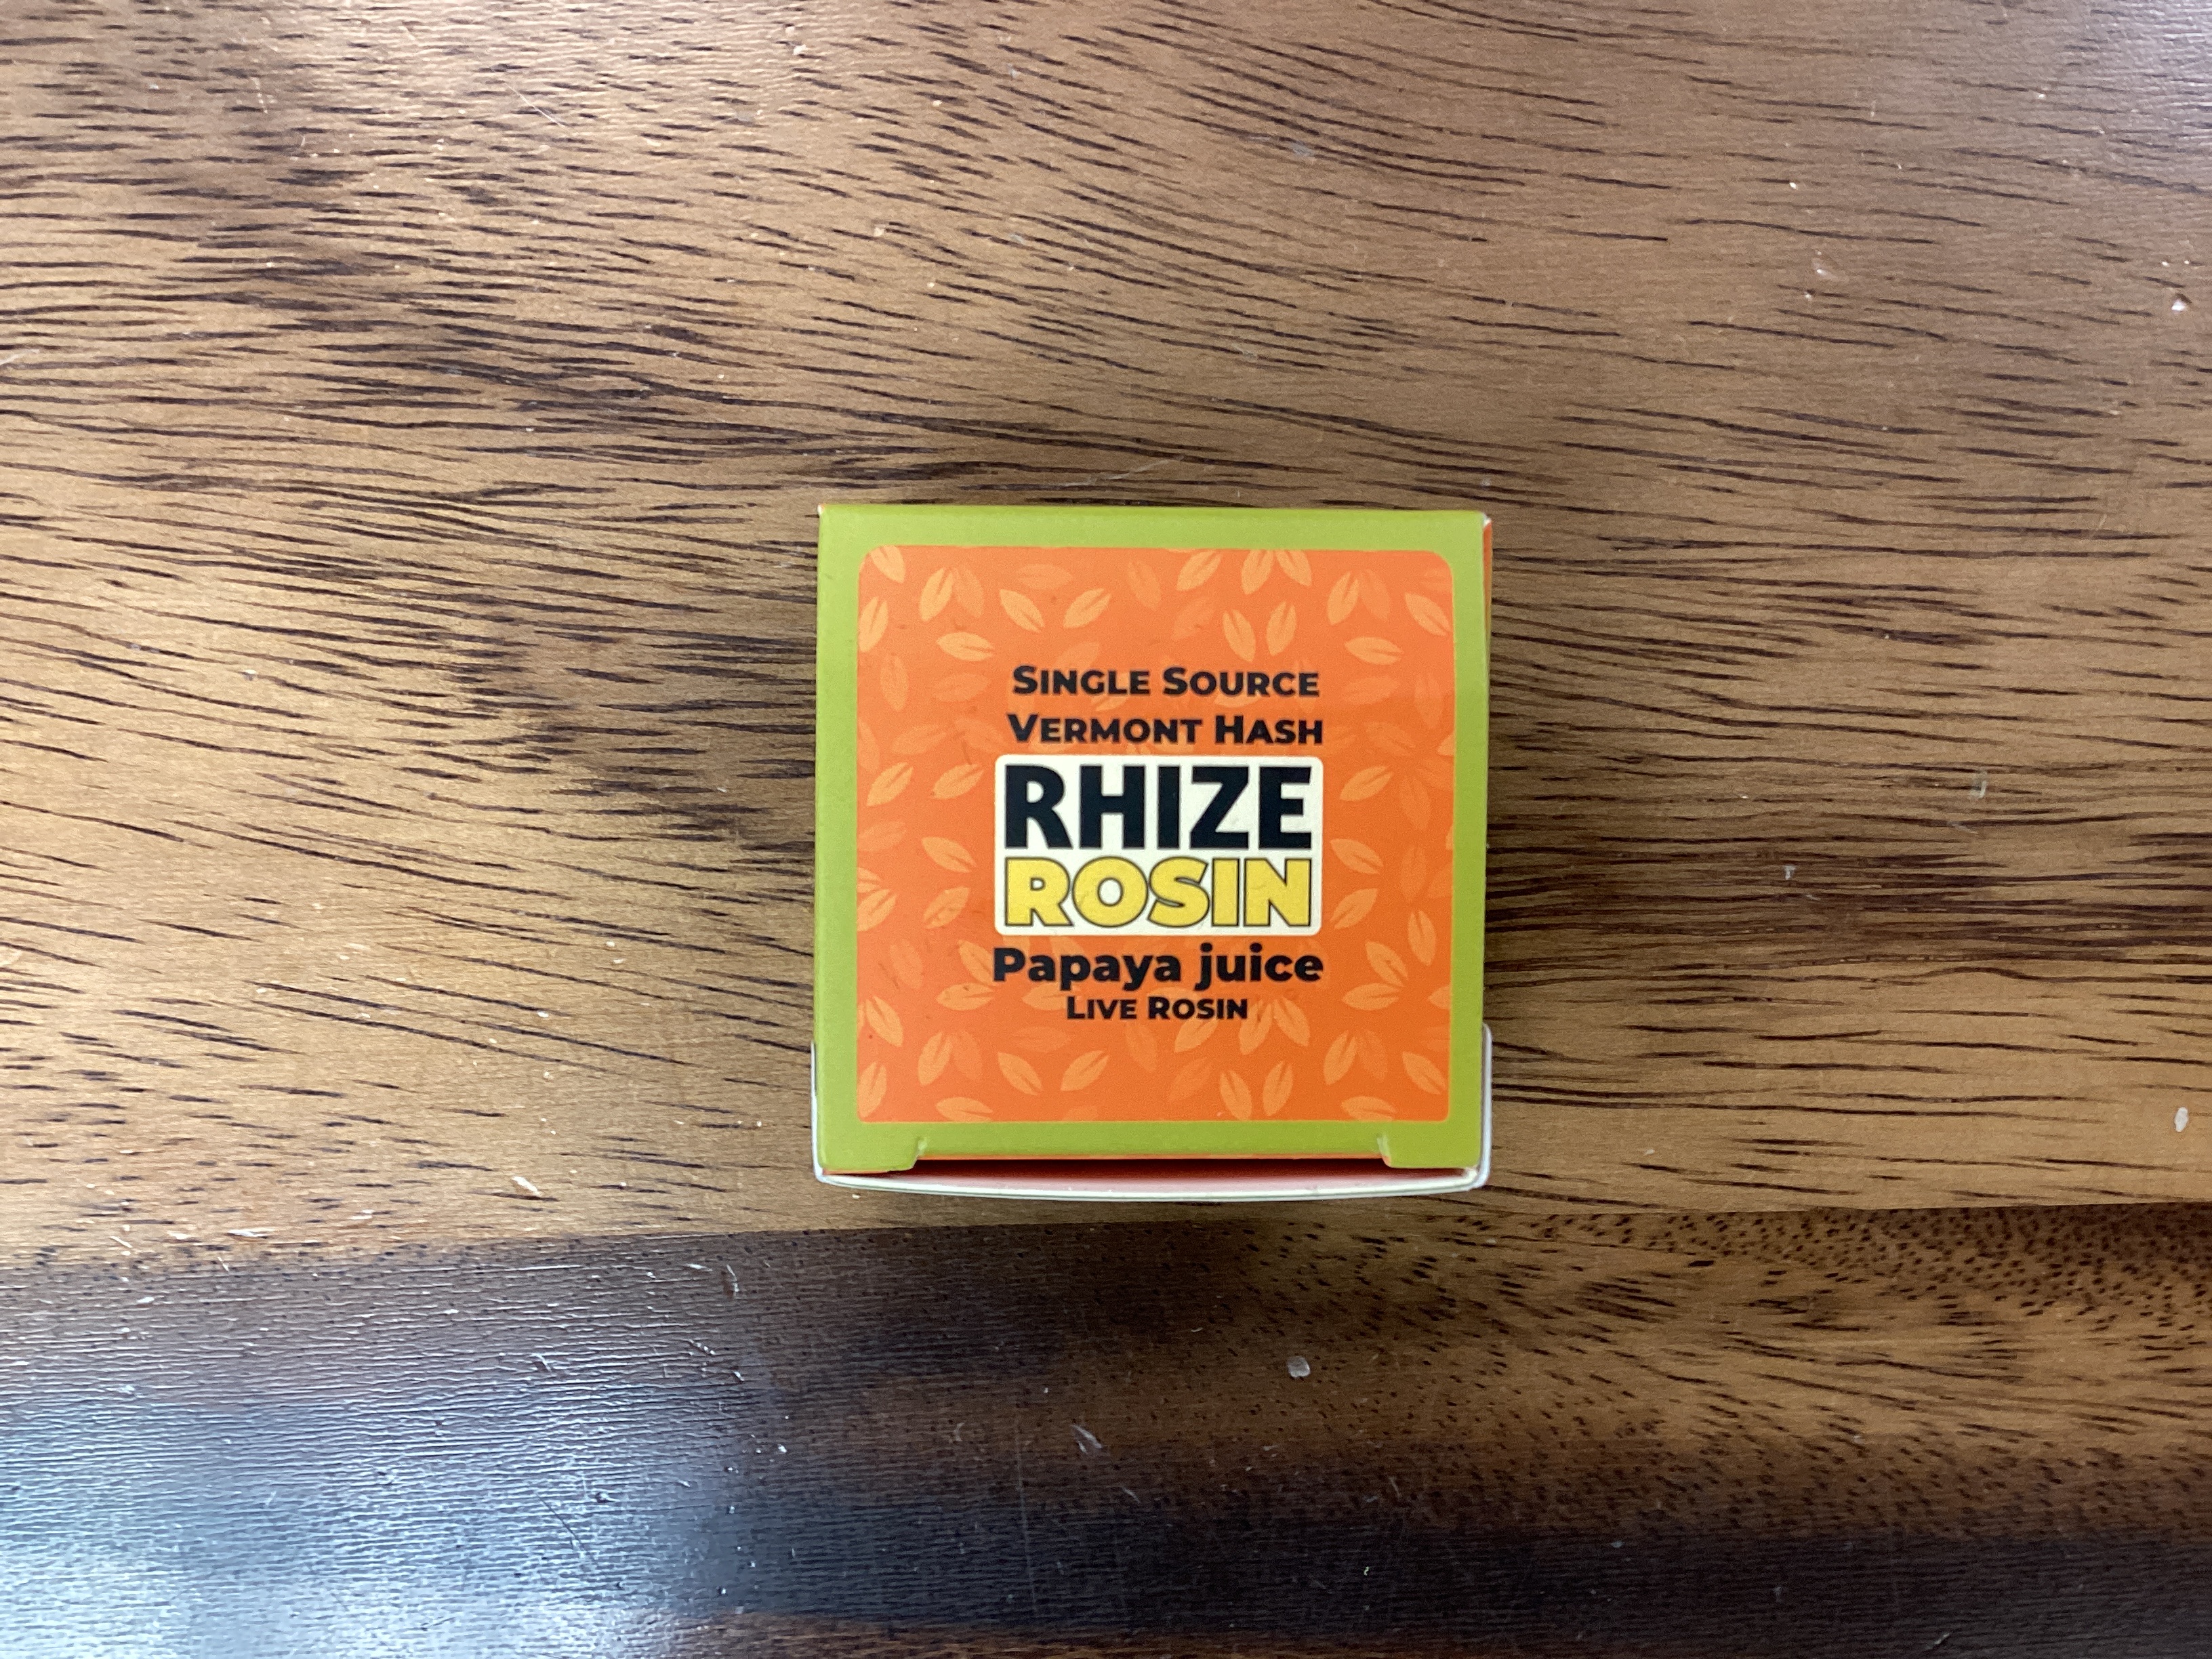 SINGLE SOURCE
VERMONT HASH
RHIZE
ROSIN
Papaya juice
LIVE ROSIN